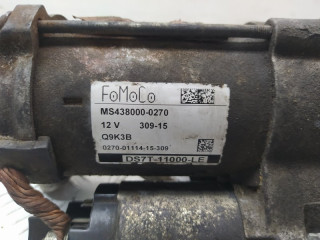 FoMoCo
MS438000-0270
12 V 309-15
Q9K3B
0270-01114-15-309
DS7T-11000-LE